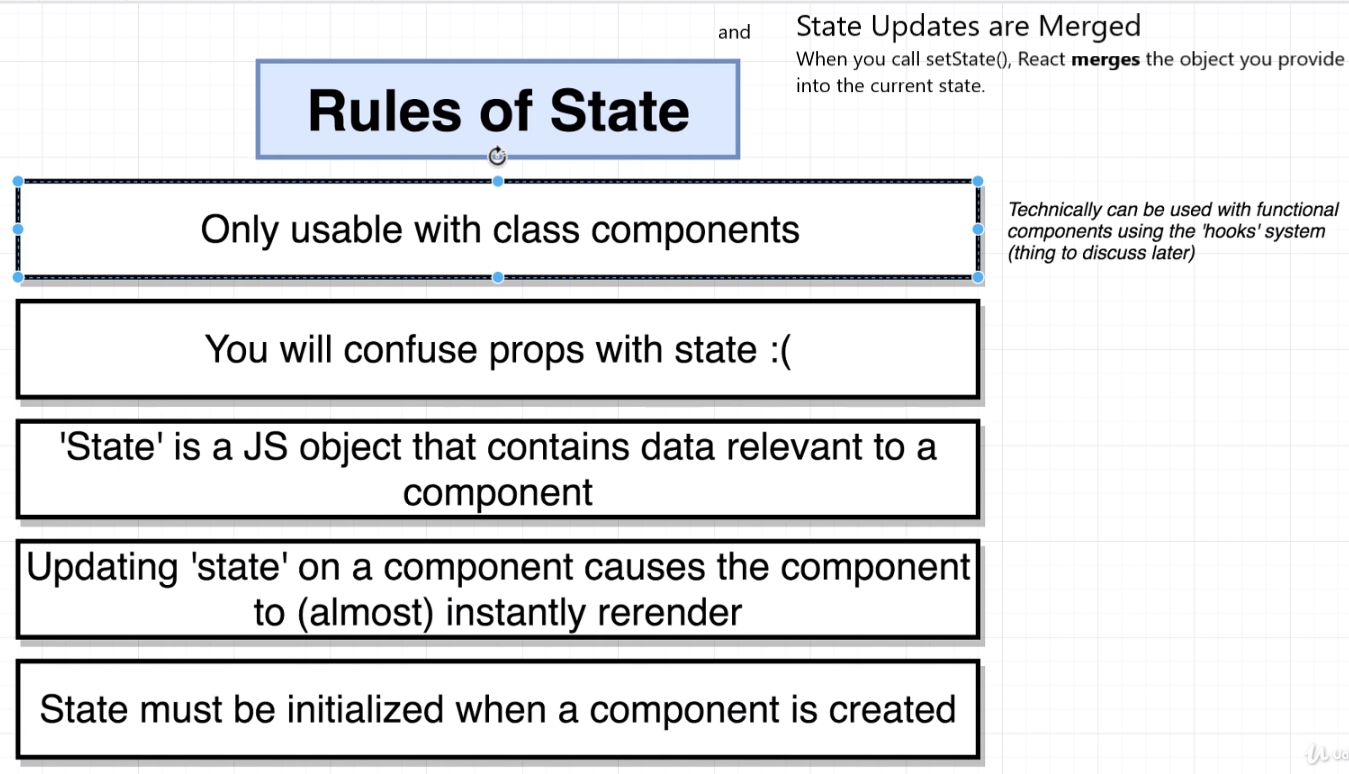 and
State Updates are Merged
When you call setState(), React merges the object you provide
into the current state.
Rules of State
Only usable with class components
Technically can be used with functional
components using the 'hooks' system
(thing to discuss later)
You will confuse props with state :(
'State' is a JS object that contains data relevant to a
component
Updating 'state' on a component causes the component
to (almost) instantly rerender
State must be initialized when a component is created